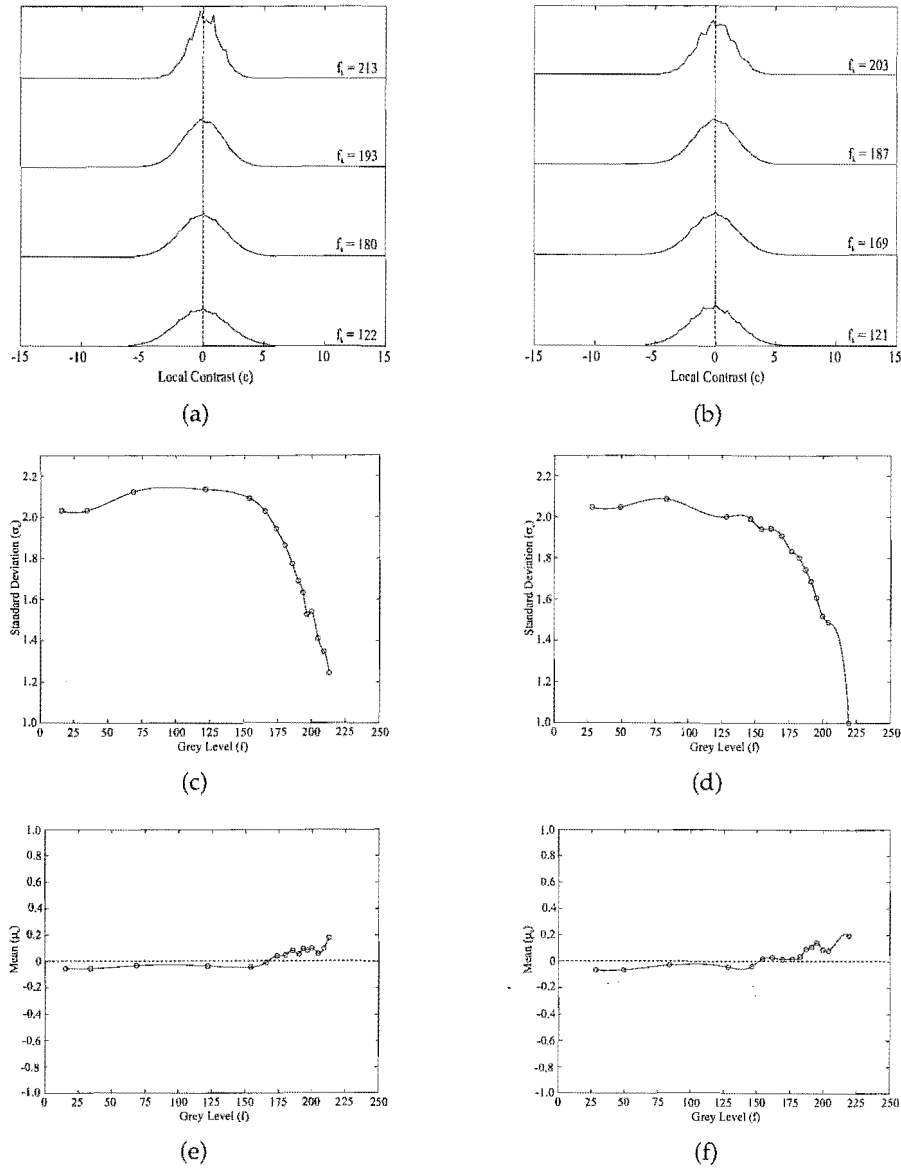 f_k = 213
f_k = 193
f_k = 180
f_k = 122
-15 -10 -5 0 5 10 15
Local Contrast (c)
(a)
f_k = 203
f_k = 187
f_k = 169
f_k = 121
-15 -10 -5 0 5 10 15
Local Contrast (c)
(b)
2.2
2.0
1.8
1.6
1.4
1.2
1.0
Standard Deviation (σ_c)
0 25 50 75 100 125 150 175 200 225 250
Grey Level (f)
(c)
2.2
2.0
1.8
1.6
1.4
1.2
1.0
Standard Deviation (σ_c)
0 25 50 75 100 125 150 175 200 225 250
Grey Level (f)
(d)
1.0
0.8
0.6
0.4
0.2
0
-0.2
-0.4
-0.6
-0.8
-1.0
Mean (μ_c)
0 25 50 75 100 125 150 175 200 225 250
Grey Level (f)
(e)
1.0
0.8
0.6
0.4
0.2
0
-0.2
-0.4
-0.6
-0.8
-1.0
Mean (μ_c)
0 25 50 75 100 125 150 175 200 225 250
Grey Level (f)
(f)